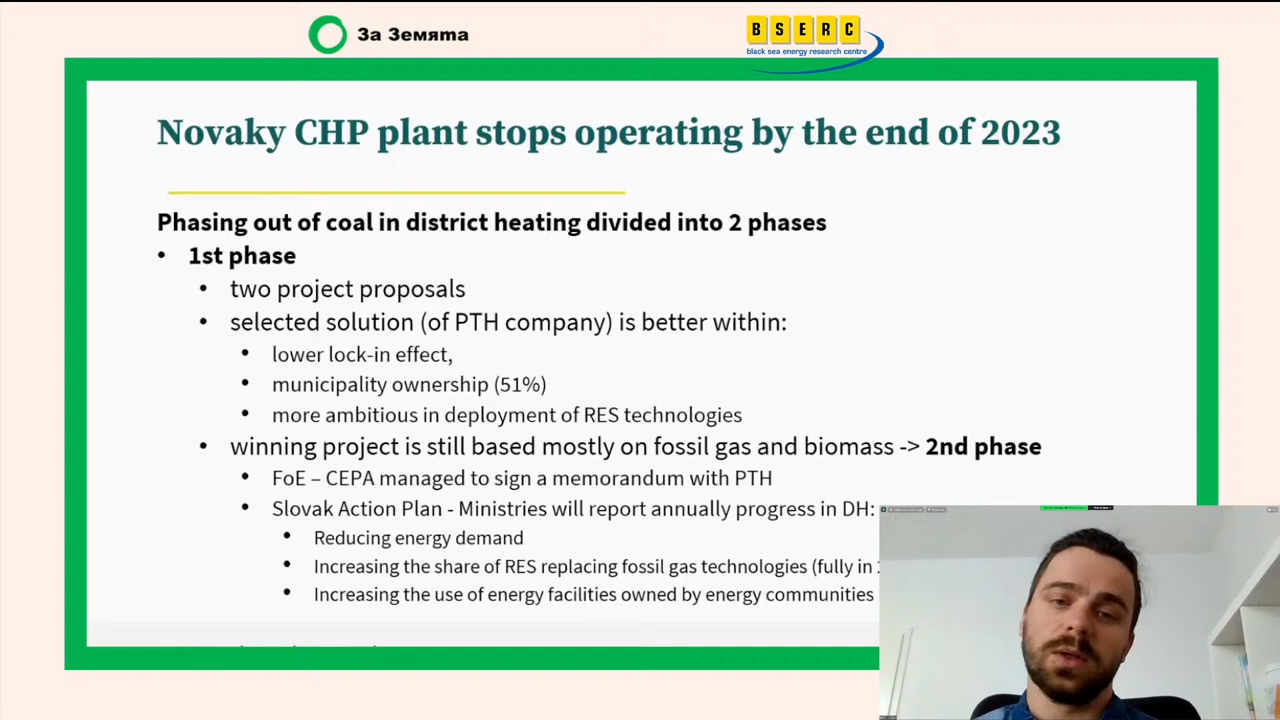 За Земята
BSERC
black sea energy research centre
Novaky CHP plant stops operating by the end of 2023
Phasing out of coal in district heating divided into 2 phases
• 1st phase
• two project proposals
• selected solution (of PTH company) is better within:
• lower lock-in effect,
• municipality ownership (51%)
• more ambitious in deployment of RES technologies
• winning project is still based mostly on fossil gas and biomass -> 2nd phase
• FoE – CEPA managed to sign a memorandum with PTH
• Slovak Action Plan - Ministries will report annually progress in DH:
• Reducing energy demand
• Increasing the share of RES replacing fossil gas technologies (fully in
• Increasing the use of energy facilities owned by energy communities